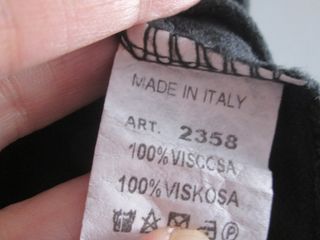 MADE IN ITALY
ART. 2358
100%VISCOSA
100%VISKOSA